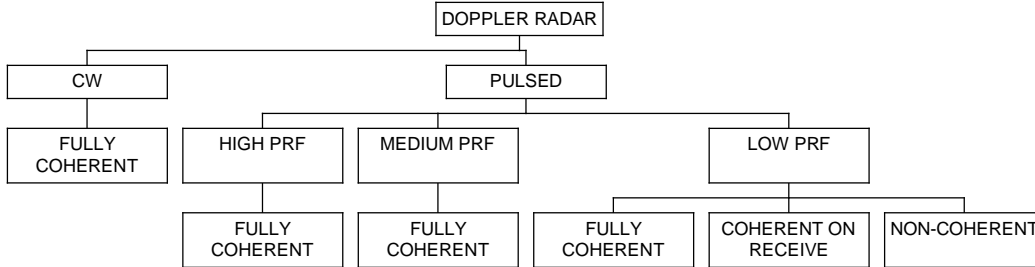 DOPPLER RADAR
CW
PULSED
FULLY
COHERENT
HIGH PRF
MEDIUM PRF
LOW PRF
FULLY
COHERENT
FULLY
COHERENT
FULLY
COHERENT
COHERENT ON
RECEIVE
NON-COHERENT